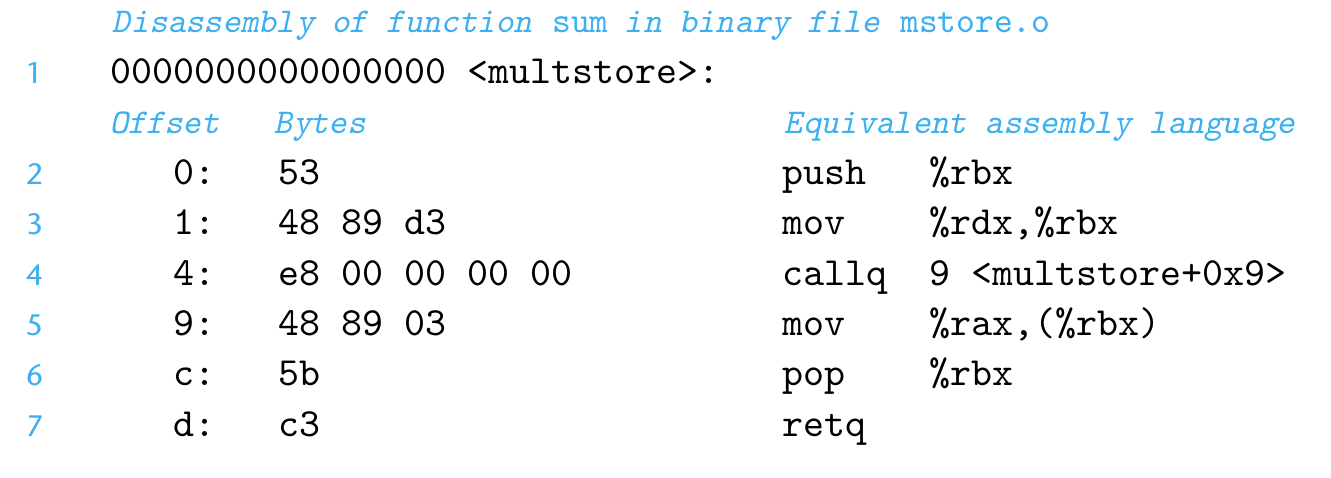 Disassembly of function sum in binary file mstore.o
1 0000000000000000 <multstore>:
Offset Bytes Equivalent assembly language
2 0: 53 push %rbx
3 1: 48 89 d3 mov %rdx,%rbx
4 4: e8 00 00 00 00 callq 9 <multstore+0x9>
5 9: 48 89 03 mov %rax,(%rbx)
6 c: 5b pop %rbx
7 d: c3 retq